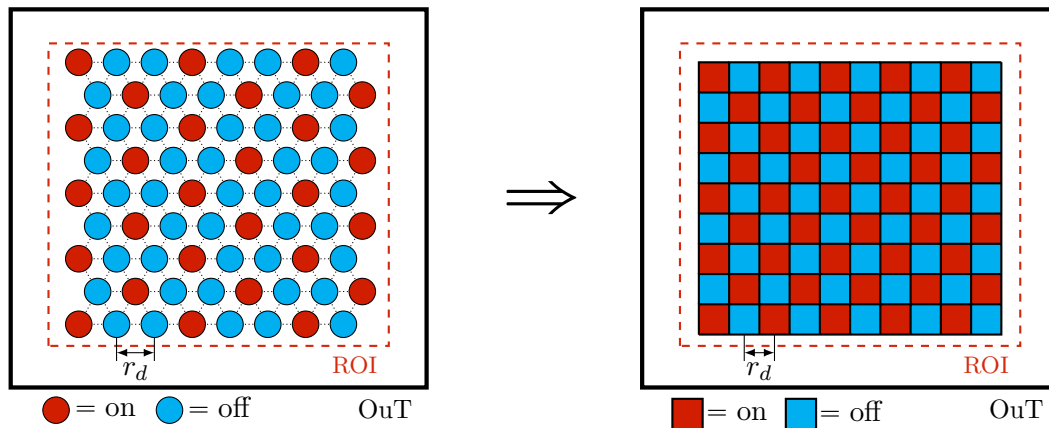 r_d
ROI
= on = off OuT
⇒
r_d
ROI
= on = off OuT